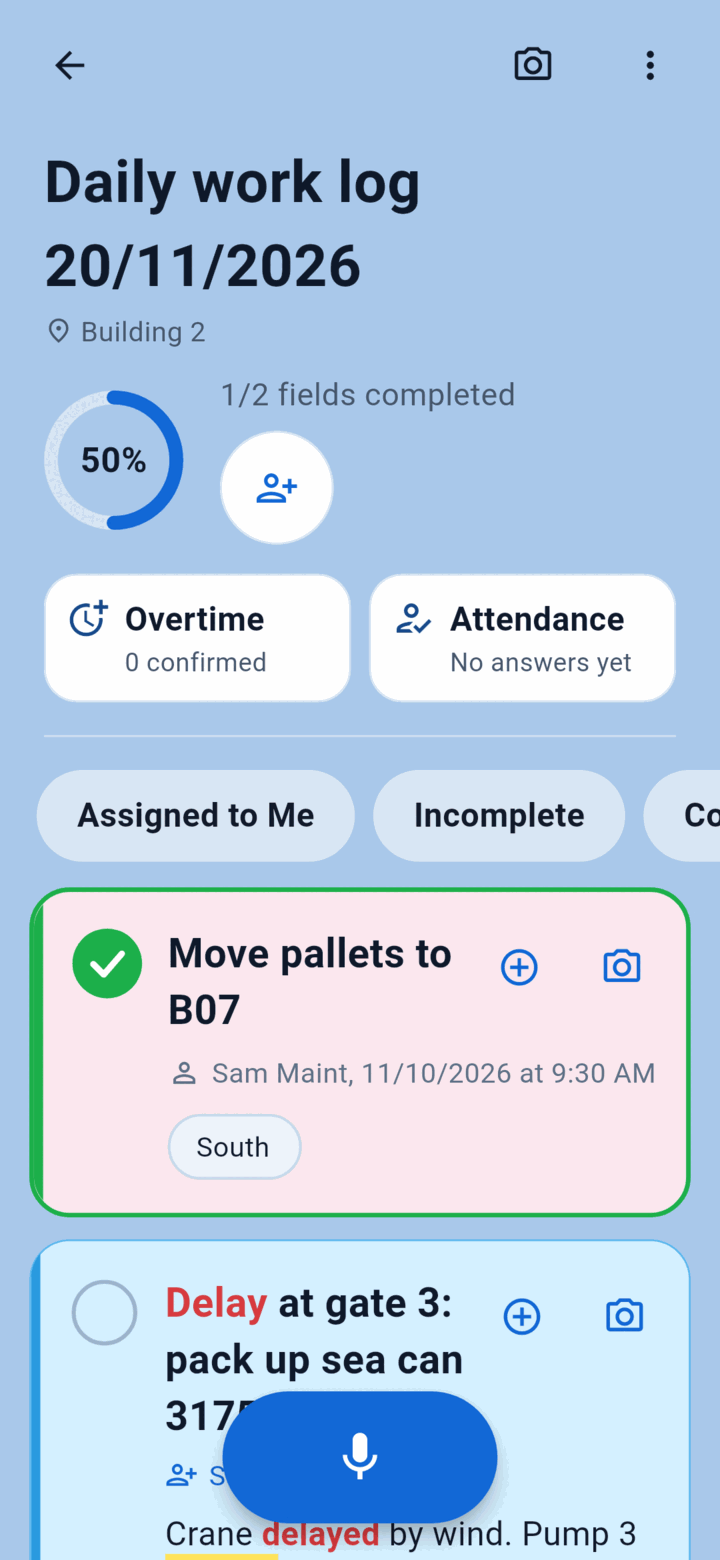 Daily work log
20/11/2026
Building 2
1/2 fields completed
50%
Overtime
0 confirmed
Attendance
No answers yet
Assigned to Me
Incomplete
Move pallets to
B07
Sam Maint, 11/10/2026 at 9:30 AM
South
Delay at gate 3:
pack up sea can
Crane delayed by wind. Pump 3